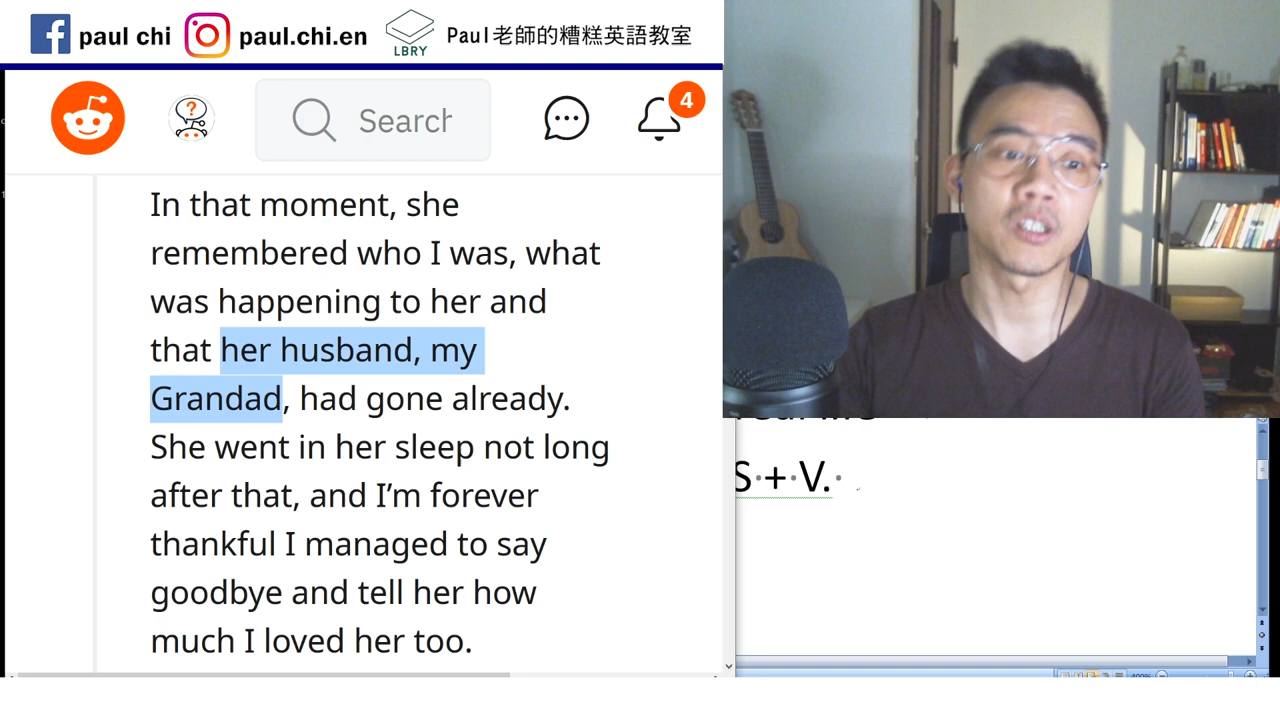 paul chi
paul.chi.en
LBRY
Paul老師的糟糕英語教室
Search
4
In that moment, she
remembered who I was, what
was happening to her and
that her husband, my
Grandad, had gone already.
She went in her sleep not long
after that, and I’m forever
thankful I managed to say
goodbye and tell her how
much I loved her too.
S + V.